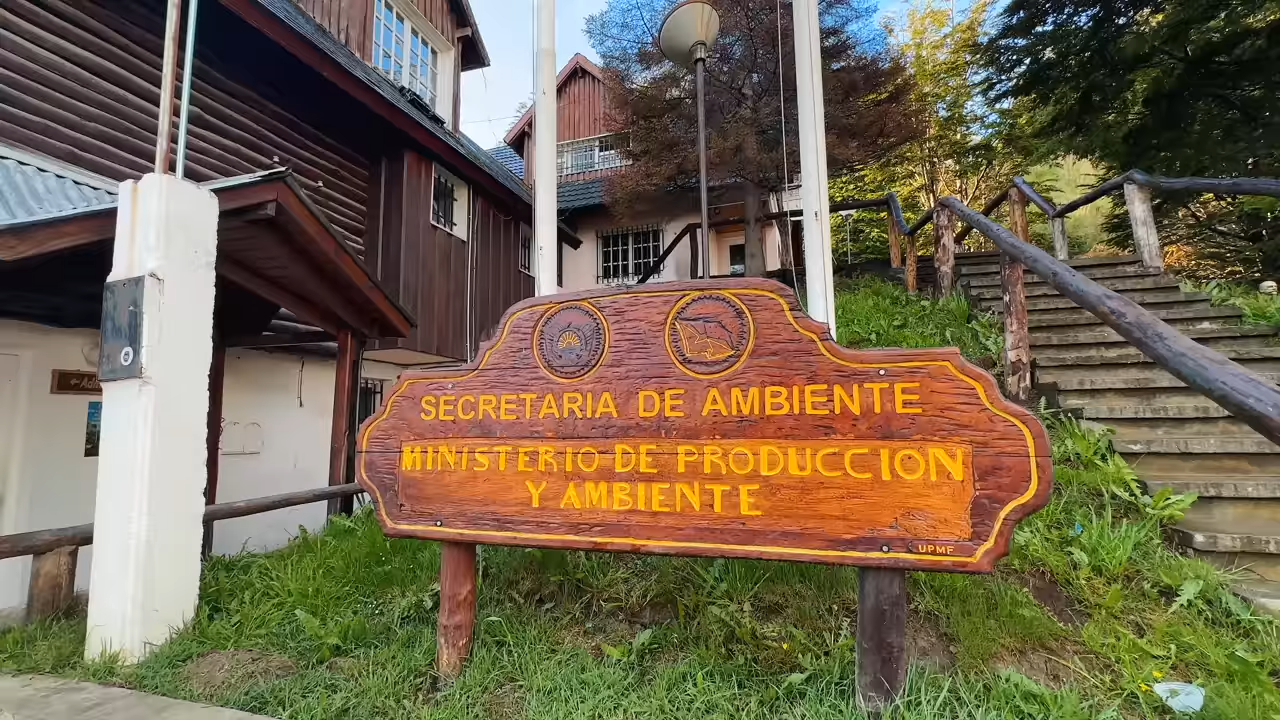 SECRETARIA DE AMBIENTE
MINISTERIO DE PRODUCCION
Y AMBIENTE
UPMF